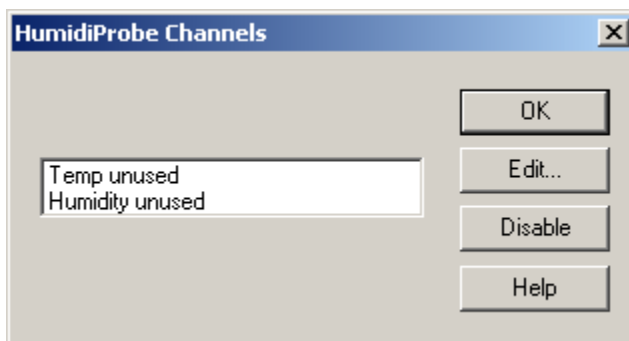 HumidiProbe Channels
Temp unused
Humidity unused
OK
Edit...
Disable
Help